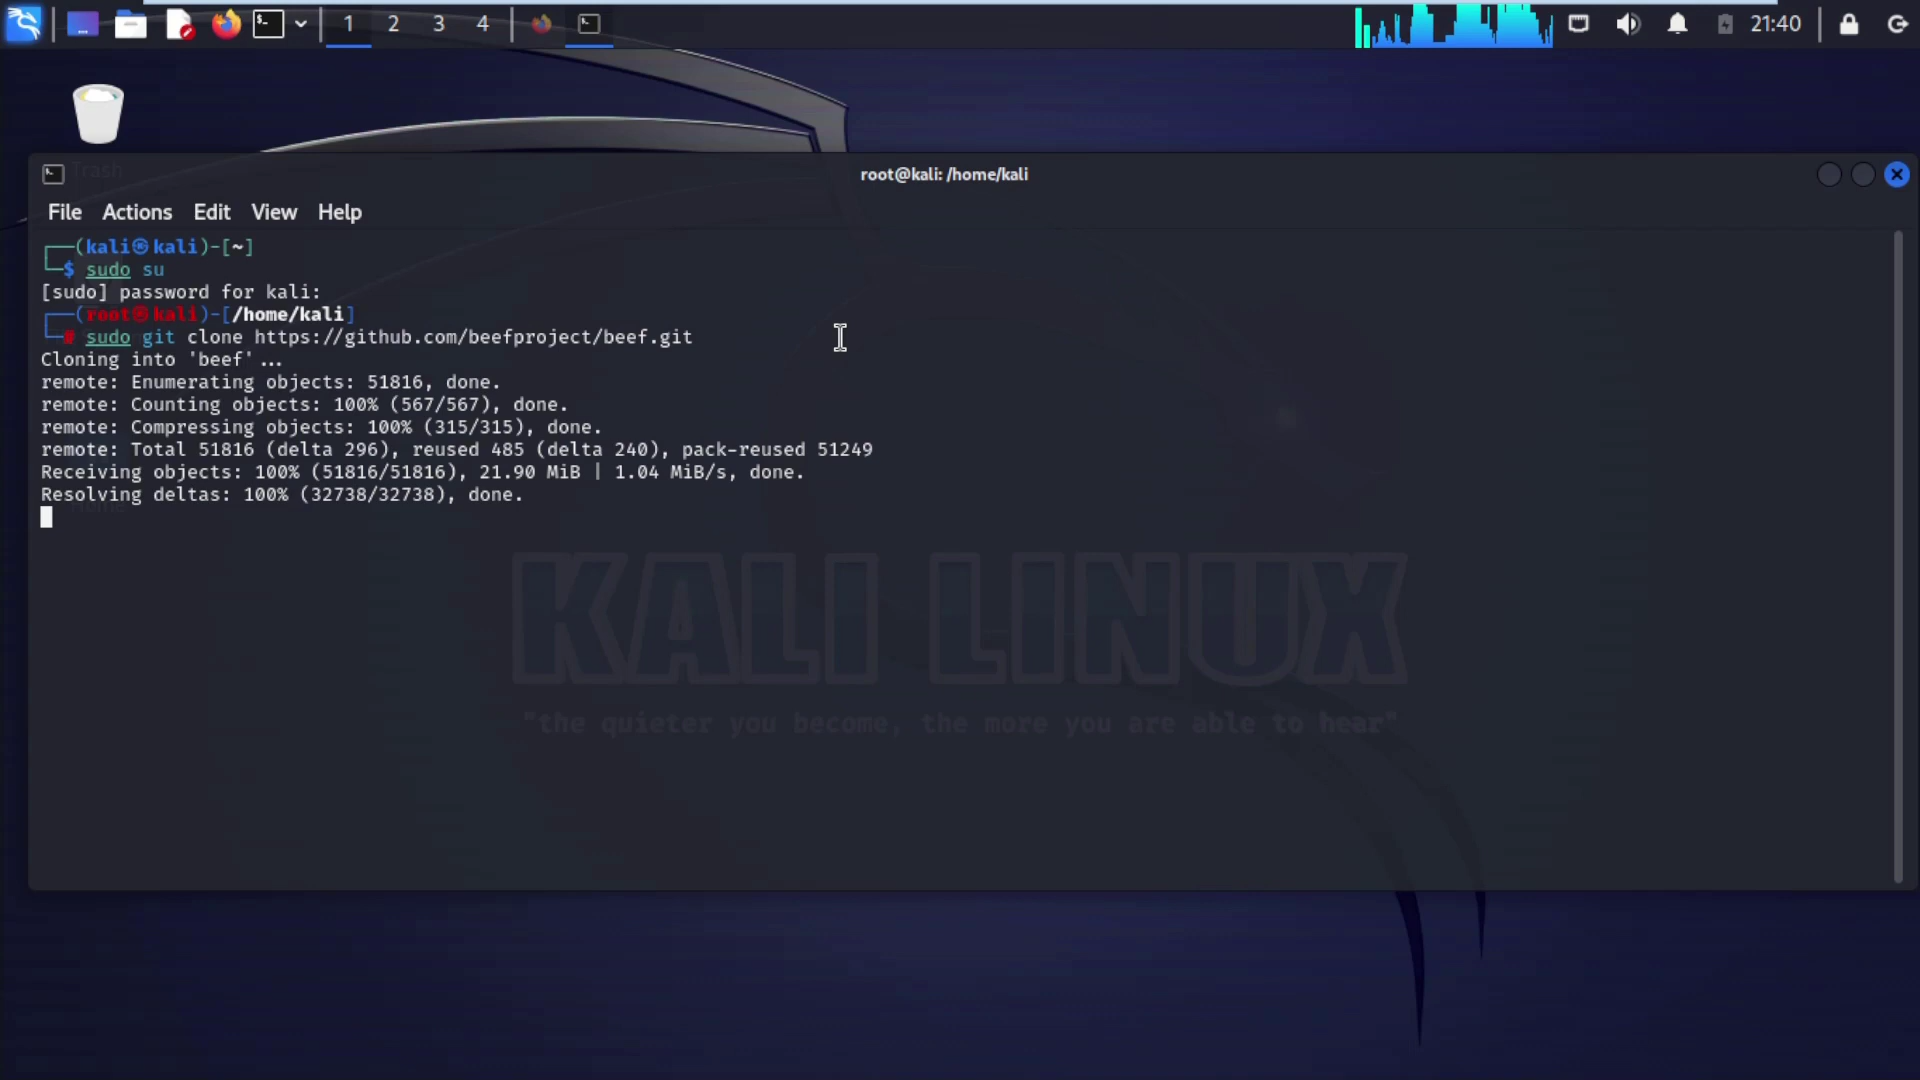 1 2 3 4 21:40
Trash
root@kali: /home/kali
File Actions Edit View Help
┌──(kali㉿kali)-[~]
└─$ sudo su
[sudo] password for kali:
┌──(root㉿kali)-[/home/kali]
└─# sudo git clone https://github.com/beefproject/beef.git
Cloning into 'beef'...
remote: Enumerating objects: 51816, done.
remote: Counting objects: 100% (567/567), done.
remote: Compressing objects: 100% (315/315), done.
remote: Total 51816 (delta 296), reused 485 (delta 240), pack-reused 51249
Receiving objects: 100% (51816/51816), 21.90 MiB | 1.04 MiB/s, done.
Resolving deltas: 100% (32738/32738), done.
Home
KALI LINUX
"the quieter you become, the more you are able to hear"